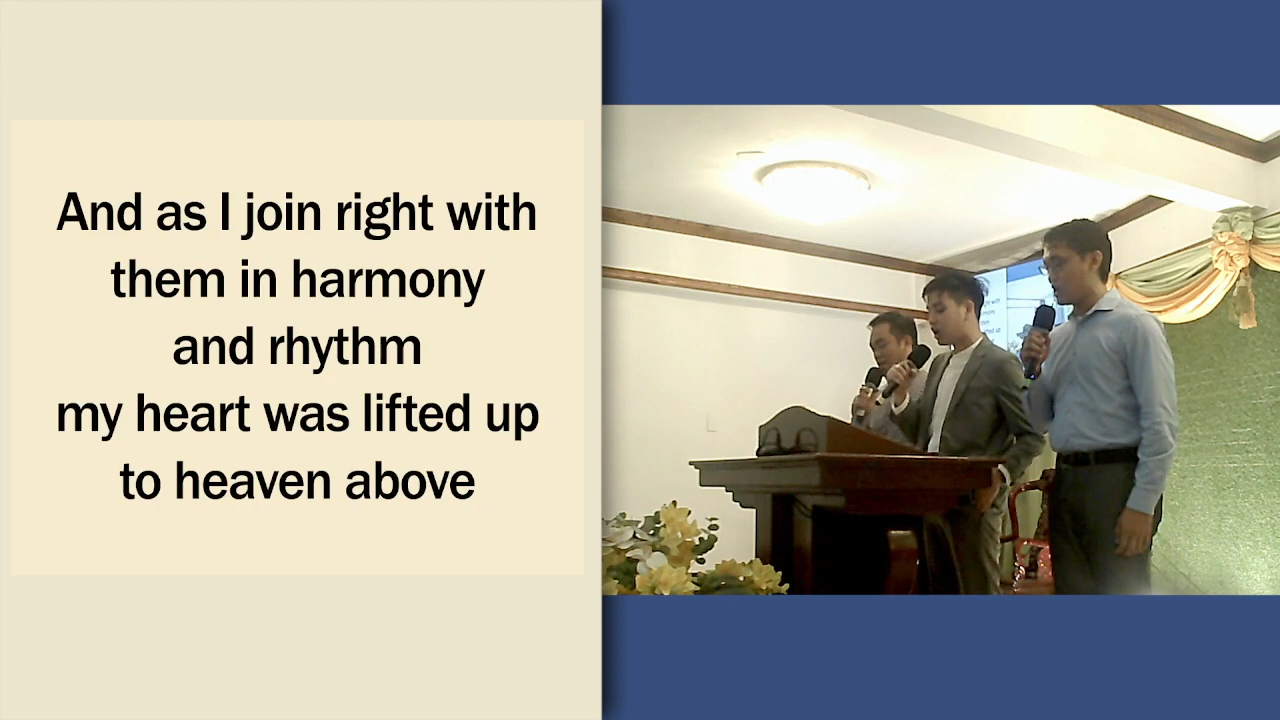 And as I join right with
them in harmony
and rhythm
my heart was lifted up
to heaven above